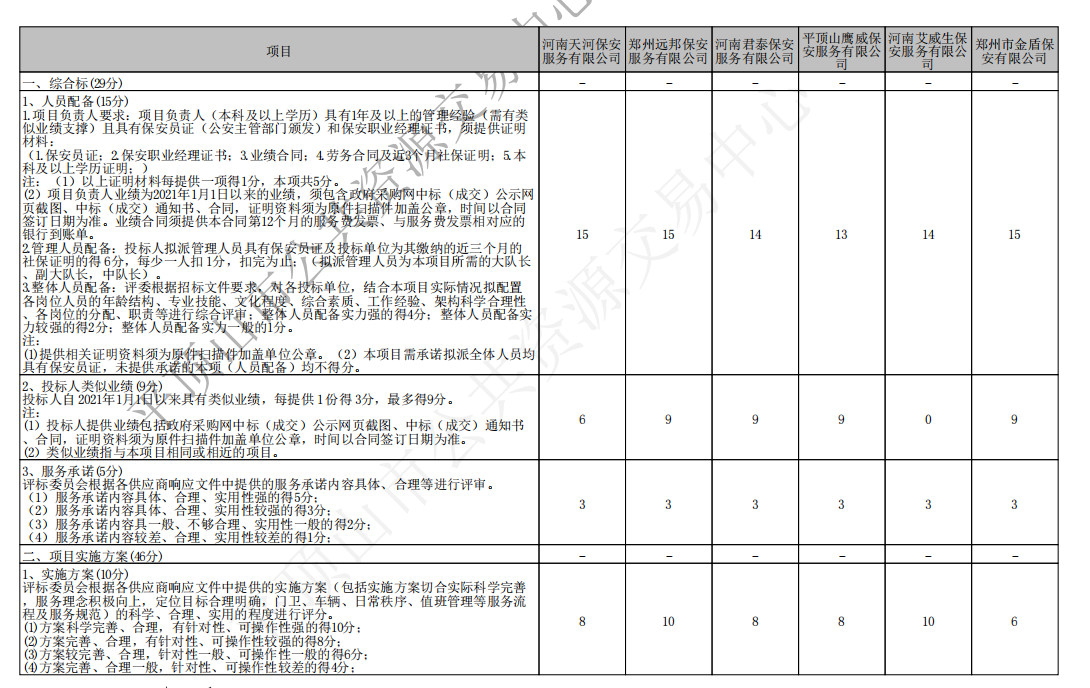 项目
河南天河保安服务有限公司
郑州远邦保安服务有限公司
河南君泰保安服务有限公司
平顶山鹰威保安服务有限公司
河南艾威生保安服务有限公司
郑州市金盾保安有限公司
一、综合标(29分) – – – – – –
1、人员配备(15分)
1.项目负责人要求：项目负责人（本科及以上学历）具有1年及以上的管理经验（需有类
似业绩支撑）且具有保安员证（公安主管部门颁发）和保安职业经理证书，须提供证明
材料：
（1.保安员证；2.保安职业经理证书；3.业绩合同；4.劳务合同及近3个月社保证明；5.本
科及以上学历证明；）
注：（1）以上证明材料每提供一项得1分，本项共5分。
(2）项目负责人业绩为2021年1月1日以来的业绩，须包含政府采购网中标（成交）公示网
页截图、中标（成交）通知书、合同，证明资料须为原件扫描件加盖公章，时间以合同
签订日期为准。业绩合同须提供本合同第12个月的服务费发票、与服务费发票相对应的
银行到账单。
2.管理人员配备：投标人拟派管理人员具有保安员证及投标单位为其缴纳的近三个月的
社保证明的得6分，每少一人扣1分，扣完为止；（拟派管理人员为本项目所需的大队长
、副大队长，中队长）。
3.整体人员配备：评委根据招标文件要求，对各投标单位，结合本项目实际情况拟配置
各岗位人员的年龄结构、专业技能、文化程度、综合素质、工作经验、架构科学合理性
、各岗位的分配、职责等进行综合评审；整体人员配备实力强的得4分；整体人员配备实
力较强的得2分；整体人员配备实力一般的1分。
注：
(1)提供相关证明资料须为原件扫描件加盖单位公章。（2）本项目需承诺拟派全体人员均
具有保安员证，未提供承诺的本项（人员配备）均不得分。
15 15 14 13 14 15
2、投标人类似业绩(9分)
投标人自2021年1月1日以来具有类似业绩，每提供1份得3分，最多得9分。
注：
(1）投标人提供业绩包括政府采购网中标（成交）公示网页截图、中标（成交）通知书
、合同，证明资料须为原件扫描件加盖单位公章，时间以合同签订日期为准。
(2）类似业绩指与本项目相同或相近的项目。
6 9 9 9 0 9
3、服务承诺(5分)
评标委员会根据各供应商响应文件中提供的服务承诺内容具体、合理等进行评审。
（1）服务承诺内容具体、合理、实用性强的得5分；
（2）服务承诺内容具体、合理、实用性较强的得3分；
（3）服务承诺内容具一般、不够合理、实用性一般的得2分；
（4）服务承诺内容较差、合理、实用性较差的得1分；
3 3 3 3 3 3
二、项目实施方案(46分) – – – – – –
1、实施方案(10分)
评标委员会根据各供应商响应文件中提供的实施方案（包括实施方案切合实际科学完善
，服务理念积极向上，定位目标合理明确，门卫、车辆、日常秩序、值班管理等服务流
程及服务规范）的科学、合理、实用的程度进行评分。
(1)方案科学完善、合理，有针对性、可操作性强的得10分；
(2)方案完善、合理，有针对性、可操作性较强的得8分；
(3)方案较完善、合理，针对性一般、可操作性一般的得6分；
(4)方案完善、合理一般，针对性、可操作性较差的得4分；
8 10 8 8 10 6
平顶山市公共资源交易中心
顶山市公共资源交易中心